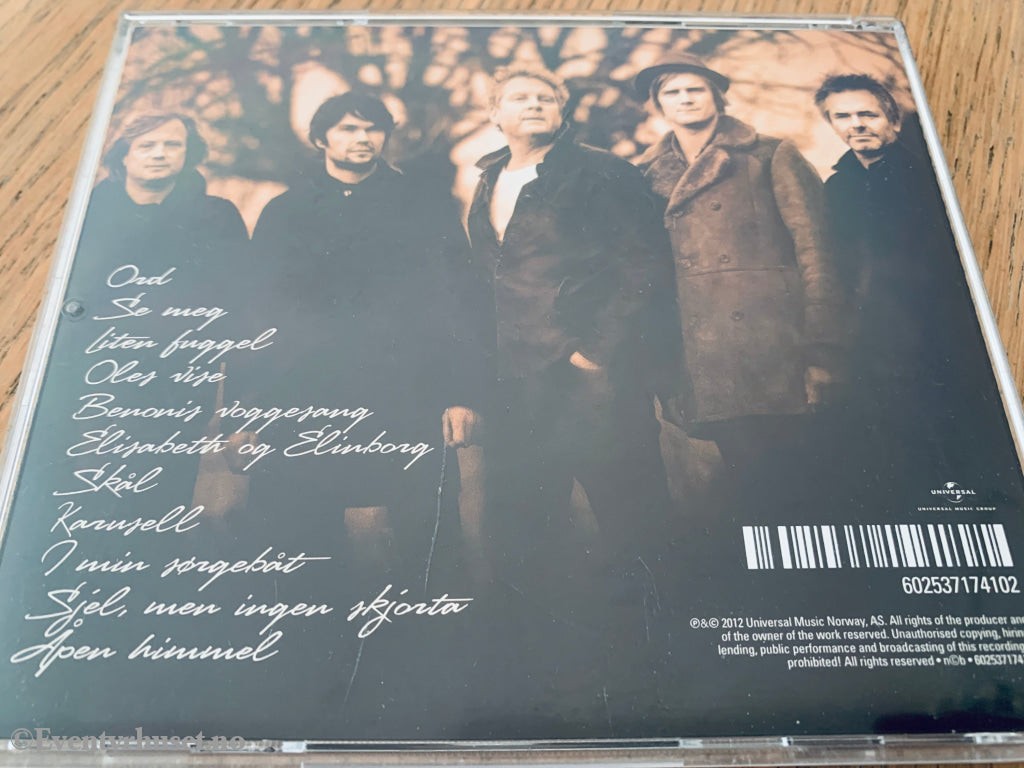 Ord
Se meg
Liten fuggel
Oles vise
Benonis voggesang
Elisabeth og Elinborg
Skål
Karusell
I min sørgebåt
Sjel, men ingen skjorta
Åpen himmel
UNIVERSAL
UNIVERSAL MUSIC GROUP
602537174102
℗&© 2012 Universal Music Norway, AS. All rights of the producer and
of the owner of the work reserved. Unauthorised copying, hiring
lending, public performance and broadcasting of this recording
prohibited! All rights reserved • n©b • 602537174
©Eventyrhuset.no